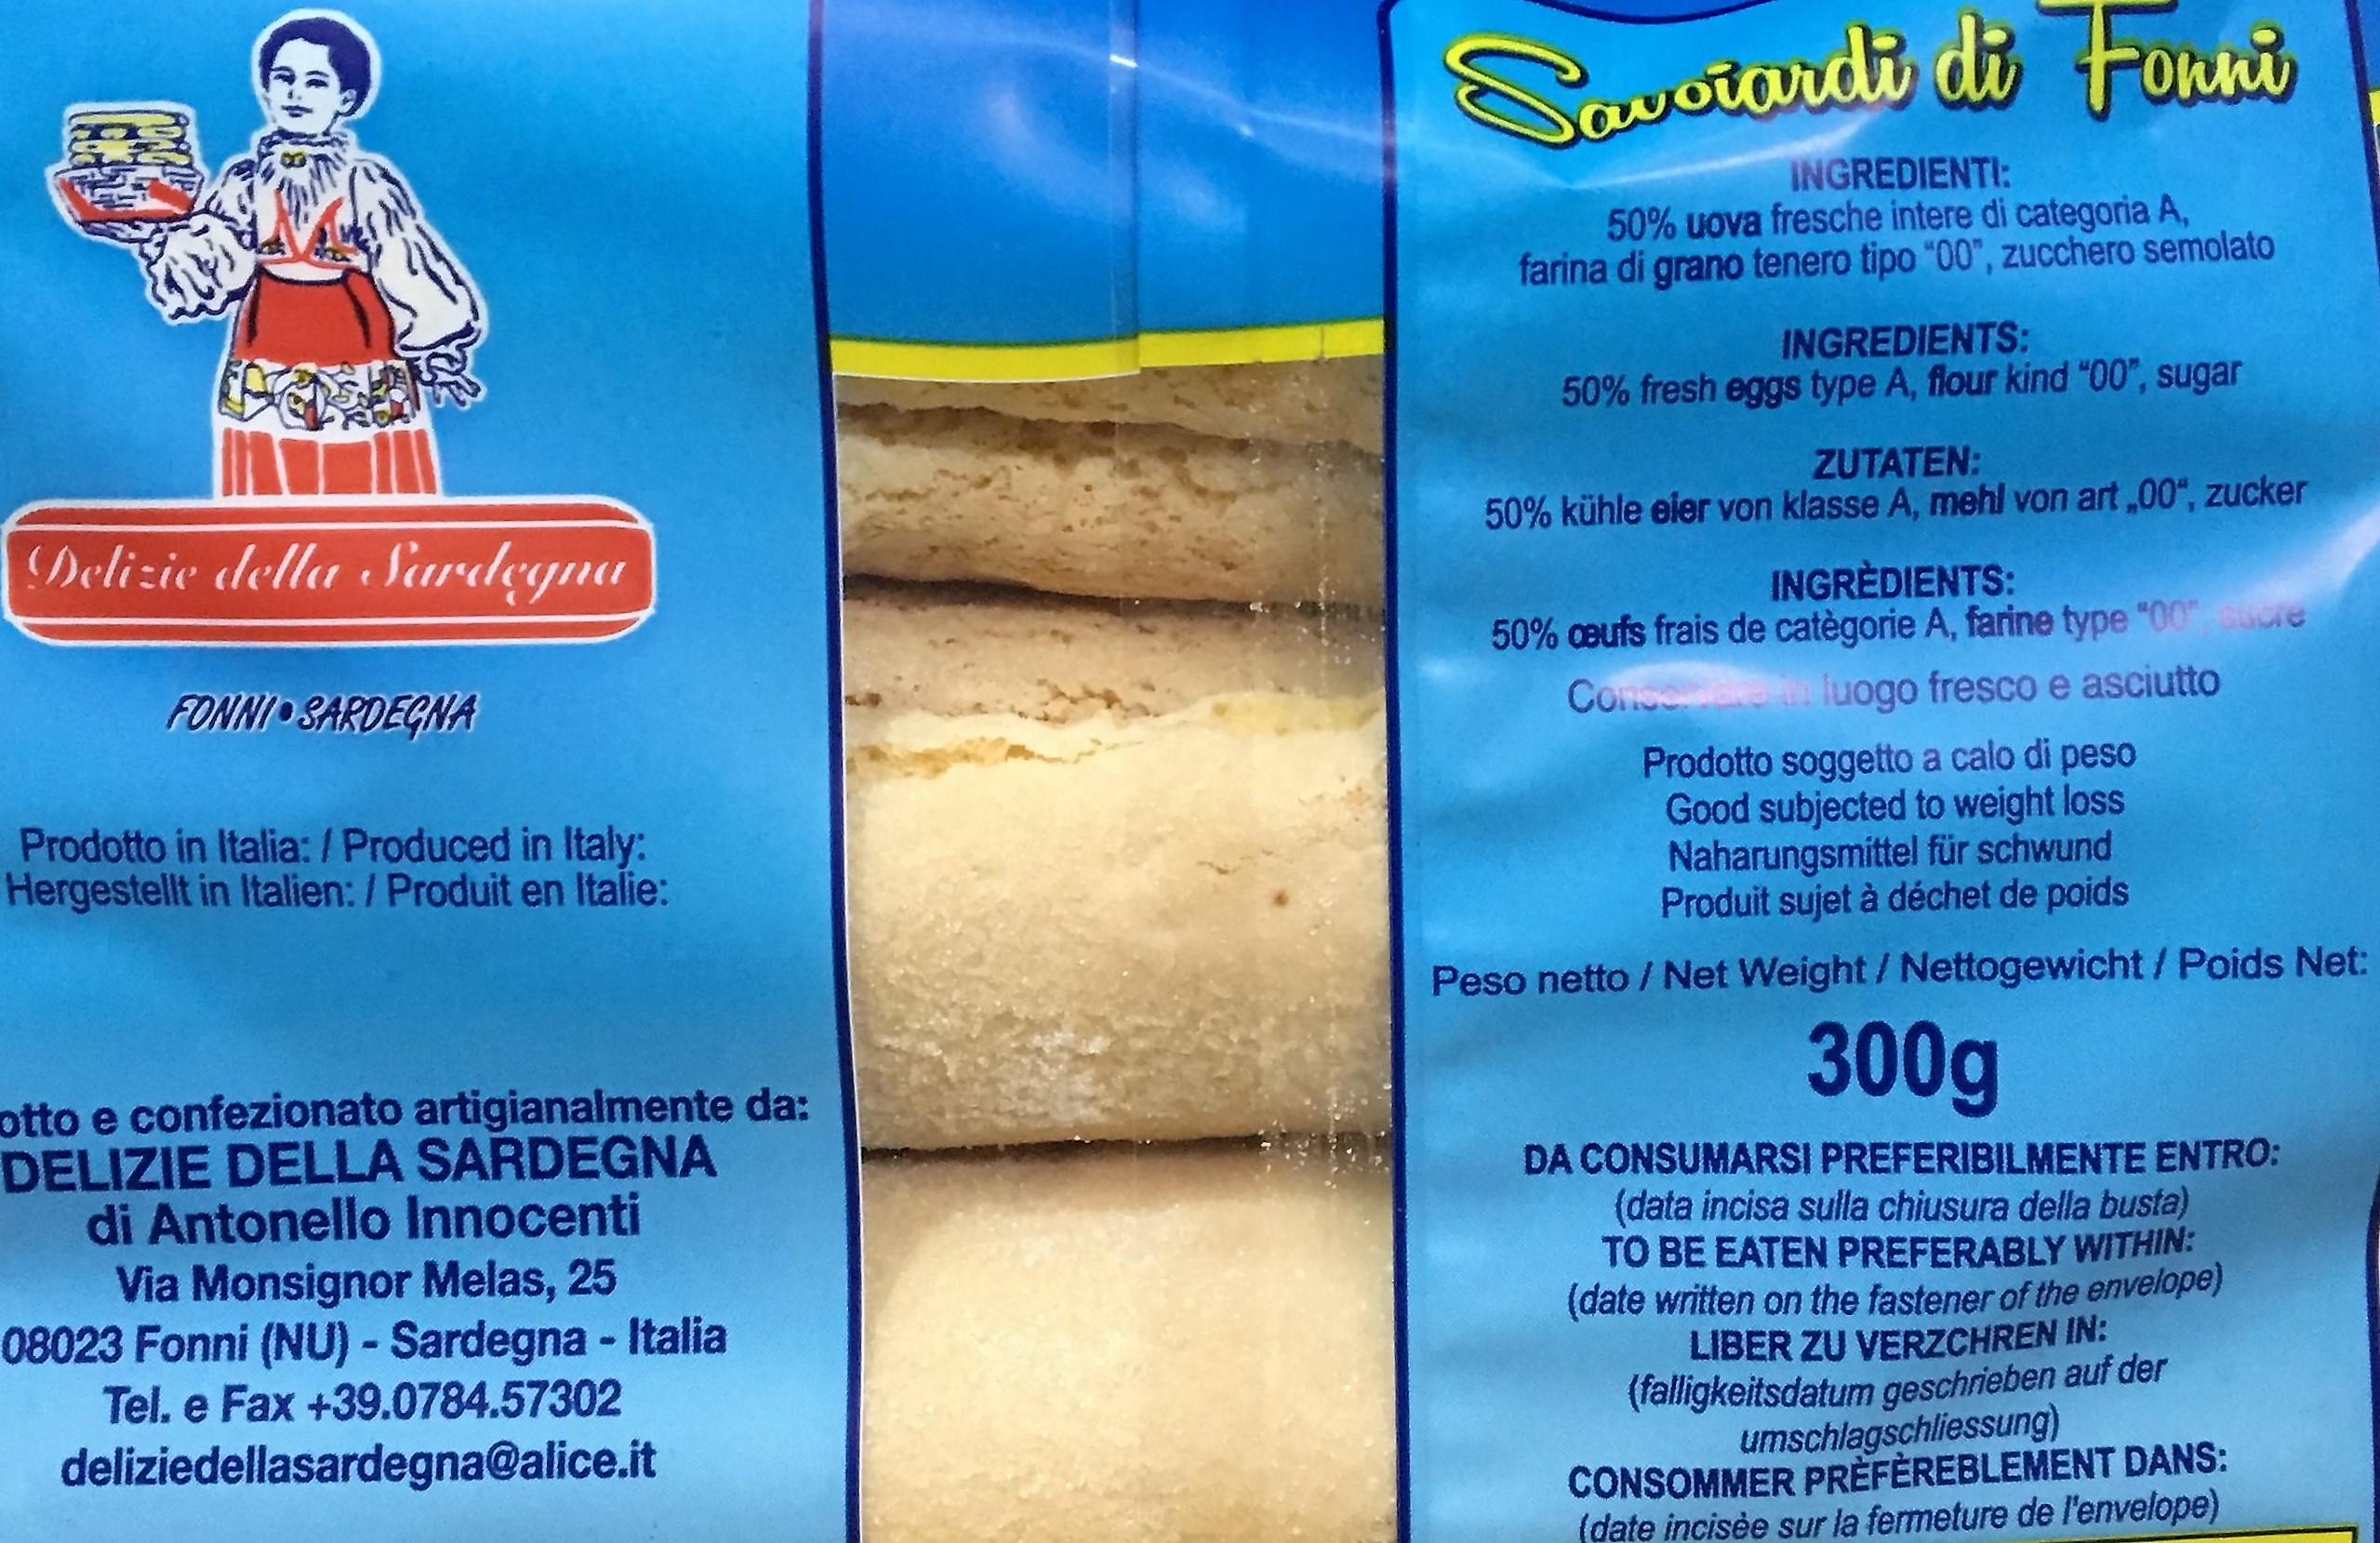 Delizie della Sardegna
FONNI • SARDEGNA
Prodotto in Italia: / Produced in Italy:
Hergestellt in Italien: / Produit en Italie:
otto e confezionato artigianalmente da:
DELIZIE DELLA SARDEGNA
di Antonello Innocenti
Via Monsignor Melas, 25
08023 Fonni (NU) - Sardegna - Italia
Tel. e Fax +39.0784.57302
deliziedellasardegna@alice.it
Savoiardi di Fonni
INGREDIENTI:
50% uova fresche intere di categoria A,
farina di grano tenero tipo “00”, zucchero semolato
INGREDIENTS:
50% fresh eggs type A, flour kind “00”, sugar
ZUTATEN:
50% kühle eier von klasse A, mehl von art „00“, zucker
INGRÈDIENTS:
50% œufs frais de catègorie A, farine type “00”, sucre
Conservare in luogo fresco e asciutto
Prodotto soggetto a calo di peso
Good subjected to weight loss
Naharungsmittel für schwund
Produit sujet à déchet de poids
Peso netto / Net Weight / Nettogewicht / Poids Net:
300g
DA CONSUMARSI PREFERIBILMENTE ENTRO:
(data incisa sulla chiusura della busta)
TO BE EATEN PREFERABLY WITHIN:
(date written on the fastener of the envelope)
LIBER ZU VERZCHREN IN:
(falligkeitsdatum geschrieben auf der
umschlagschliessung)
CONSOMMER PRÈFÈREBLEMENT DANS:
(date incisèe sur la fermeture de l'envelope)